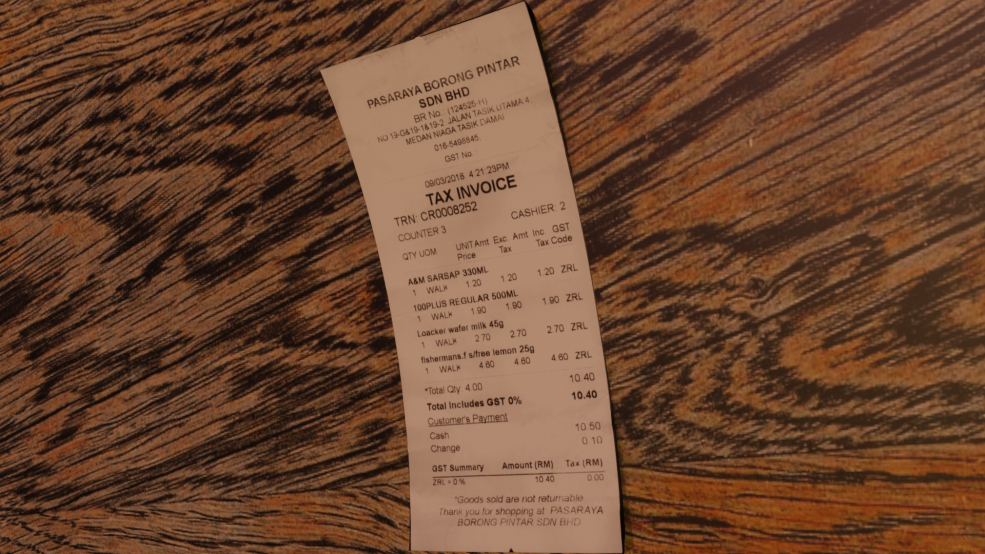 PASARAYA BORONG PINTAR
SDN BHD
BR No. : (124525-H)
NO 19-G&19-1&19-2 JALAN TASIK UTAMA 4
MEDAN NIAGA TASIK DAMAI
016-5498845.
GST No.
09/03/2018 4:21:23PM
TAX INVOICE
TRN: CR0008252
COUNTER 3 CASHIER: 2
QTY UOM UNIT Amt Exc. Amt Inc. GST
Price Tax Tax Code
A&M SARSAP 330ML
1 WALK 1.20 1.20 1.20 ZRL
100PLUS REGULAR 500ML
1 WALK 1.90 1.90 1.90 ZRL
Loacker wafer milk 45g
1 WALK 2.70 2.70 2.70 ZRL
fishermans.f s/free lemon 25g
1 WALK 4.60 4.60 4.60 ZRL
*Total Qty 4.00 10.40
Total Includes GST 0% 10.40
Customer's Payment
Cash 10.50
Change 0.10
GST Summary Amount (RM) Tax (RM)
ZRL = 0 % 10.40 0.00
*Goods sold are not returnable
Thank you for shopping at PASARAYA
BORONG PINTAR SDN BHD